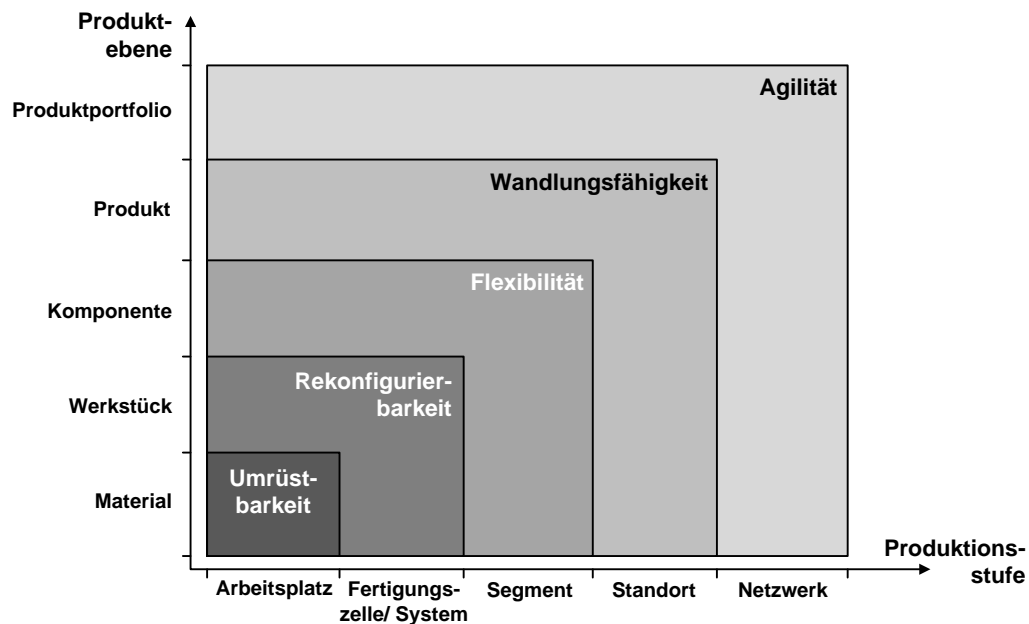 Produkt-
ebene
Agilität
Produktportfolio
Wandlungsfähigkeit
Produkt
Flexibilität
Komponente
Rekonfigurier-
barkeit
Werkstück
Umrüst-
barkeit
Material
Produktions-
stufe
Arbeitsplatz
Fertigungs-
zelle/ System
Segment
Standort
Netzwerk